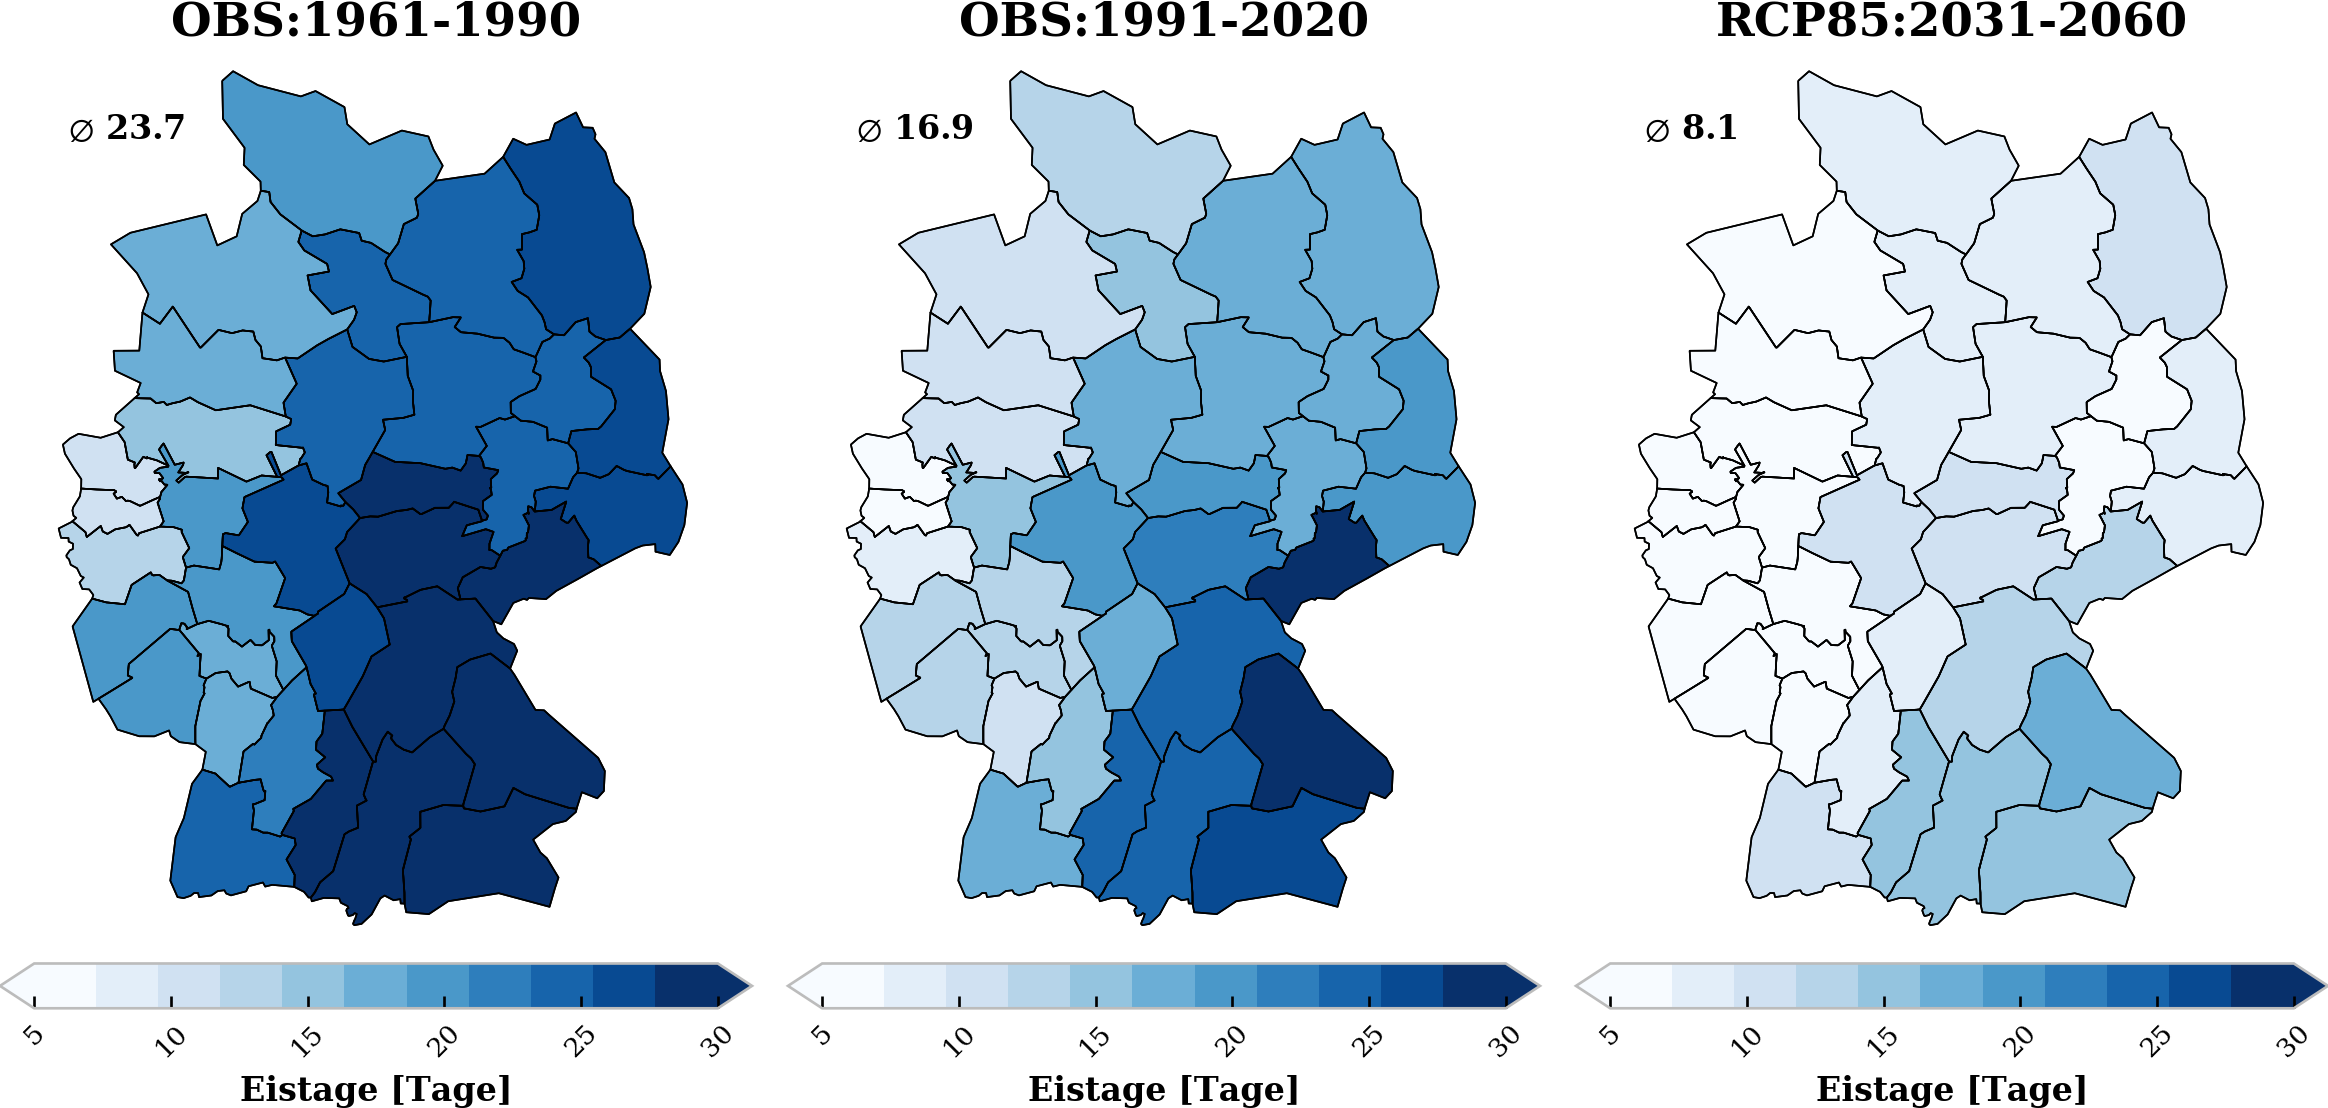 OBS:1961-1990
∅ 23.7
5 10 15 20 25 30
Eistage [Tage]
OBS:1991-2020
∅ 16.9
5 10 15 20 25 30
Eistage [Tage]
RCP85:2031-2060
∅ 8.1
5 10 15 20 25 30
Eistage [Tage]